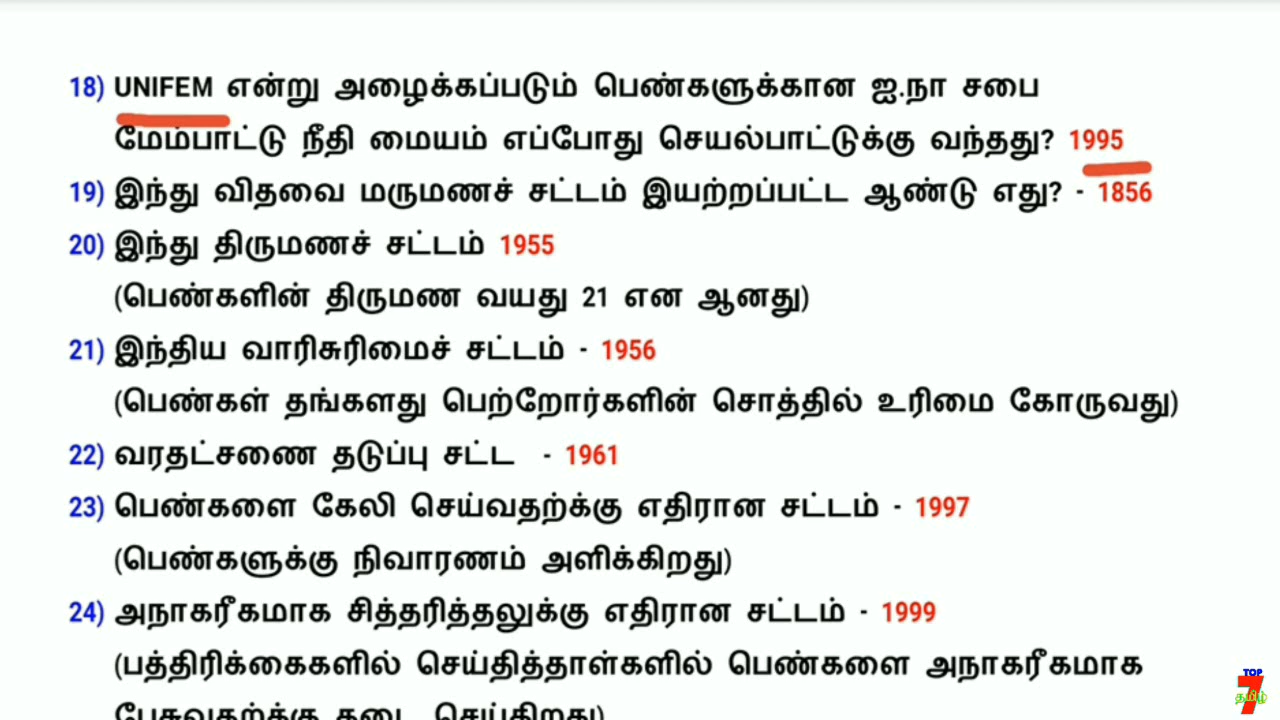 18) UNIFEM என்று அழைக்கப்படும் பெண்களுக்கான ஐ.நா சபை
மேம்பாட்டு நீதி மையம் எப்போது செயல்பாட்டுக்கு வந்தது? 1995
19) இந்து விதவை மருமணச் சட்டம் இயற்றப்பட்ட ஆண்டு எது? - 1856
20) இந்து திருமணச் சட்டம் 1955
(பெண்களின் திருமண வயது 21 என ஆனது)
21) இந்திய வாரிசுரிமைச் சட்டம் - 1956
(பெண்கள் தங்களது பெற்றோர்களின் சொத்தில் உரிமை கோருவது)
22) வரதட்சணை தடுப்பு சட்ட - 1961
23) பெண்களை கேலி செய்வதற்க்கு எதிரான சட்டம் - 1997
(பெண்களுக்கு நிவாரணம் அளிக்கிறது)
24) அநாகரீகமாக சித்தரித்தலுக்கு எதிரான சட்டம் - 1999
(பத்திரிக்கைகளில் செய்தித்தாள்களில் பெண்களை அநாகரீகமாக
பேசுவதற்க்கு தடை செய்கிறது)
TOP
7
தமிழ்